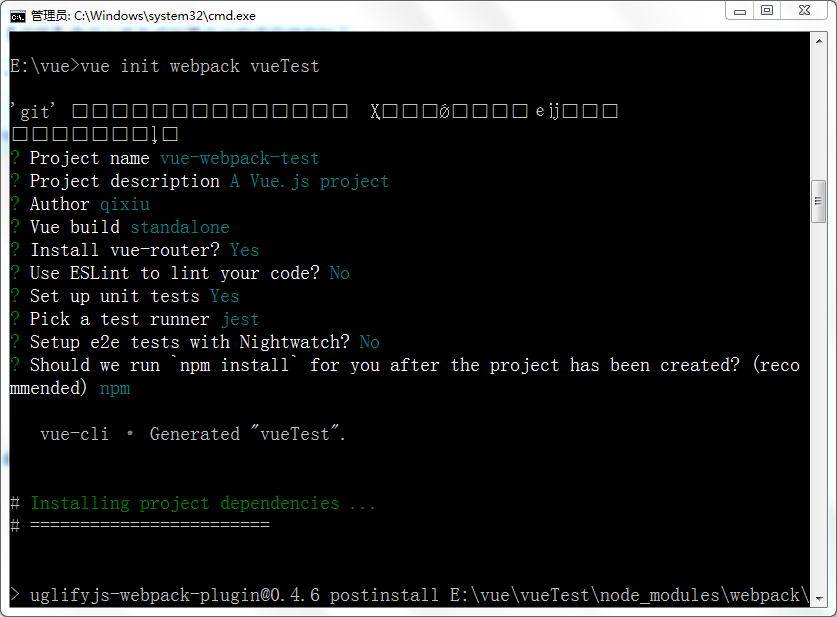 管理员: C:\Windows\system32\cmd.exe
E:\vue>vue init webpack vueTest
'git'
? Project name vue-webpack-test
? Project description A Vue.js project
? Author qixiu
? Vue build standalone
? Install vue-router? Yes
? Use ESLint to lint your code? No
? Set up unit tests Yes
? Pick a test runner jest
? Setup e2e tests with Nightwatch? No
? Should we run `npm install` for you after the project has been created? (reco
mmended) npm
vue-cli · Generated "vueTest".
# Installing project dependencies ...
# ========================
> uglifyjs-webpack-plugin@0.4.6 postinstall E:\vue\vueTest\node_modules\webpack\